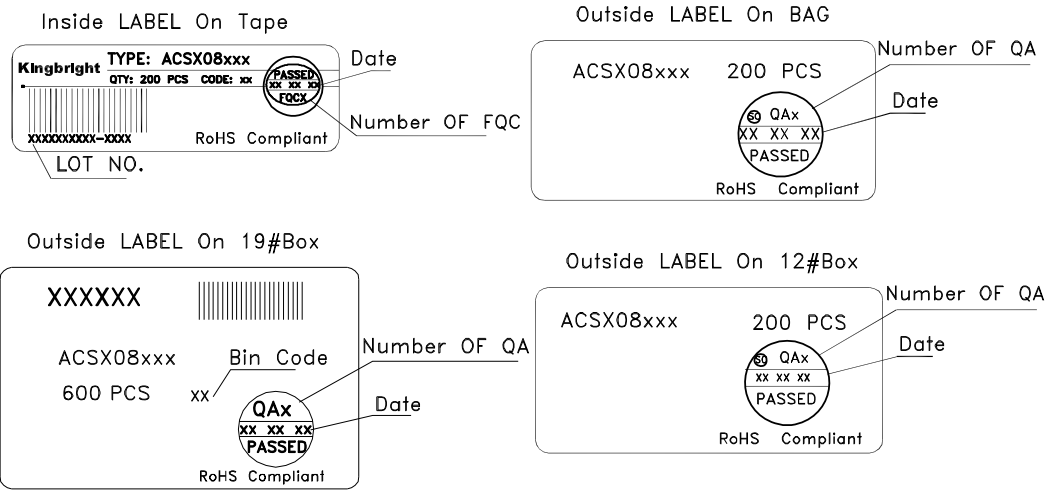 Inside LABEL On Tape
Kingbright
TYPE: ACSX08xxx
QTY: 200 PCS CODE: xx
PASSED
xx xx xx
FQCX
Date
Number OF FQC
XXXXXXXXXX-XXXX
RoHS Compliant
LOT NO.
Outside LABEL On BAG
ACSX08xxx 200 PCS
Number OF QA
SQ QAx
Date
XX XX XX
PASSED
RoHS Compliant
Outside LABEL On 19#Box
XXXXXX
ACSX08xxx
Bin Code
Number OF QA
600 PCS
xx
QAx
Date
XX XX XX
PASSED
RoHS Compliant
Outside LABEL On 12#Box
ACSX08xxx 200 PCS
Number OF QA
SQ QAx
Date
xx xx xx
PASSED
RoHS Compliant